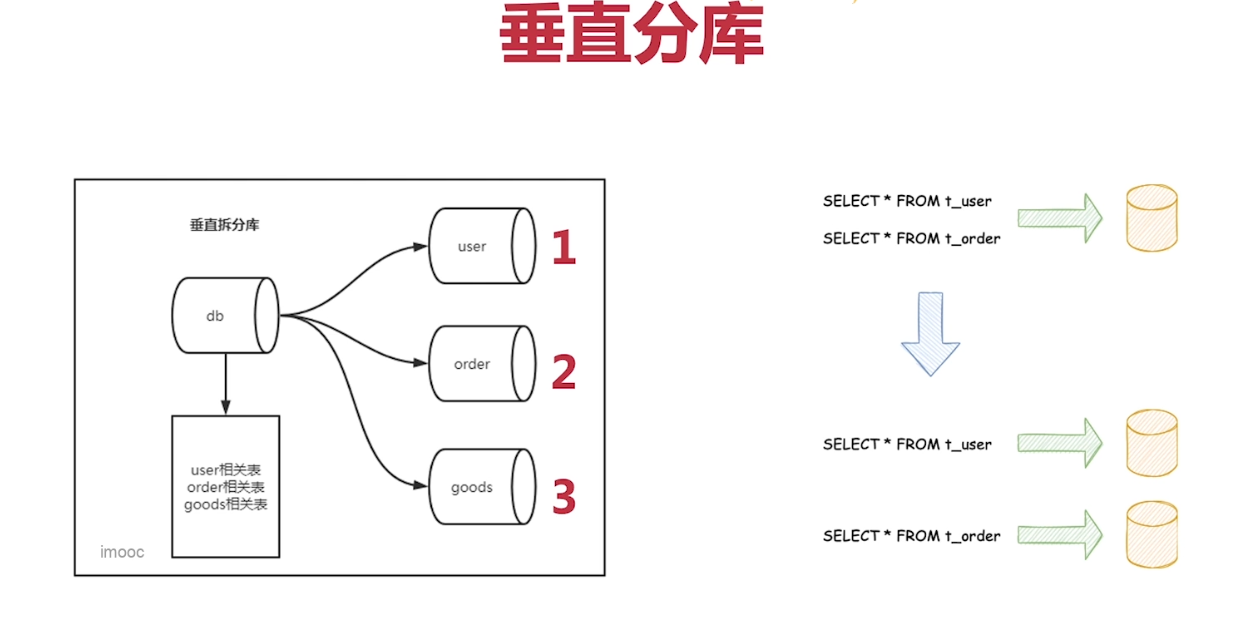 垂直分库
垂直拆分库
db
user相关表
order相关表
goods相关表
imooc
user
1
order
2
goods
3
SELECT * FROM t_user
SELECT * FROM t_order
SELECT * FROM t_user
SELECT * FROM t_order